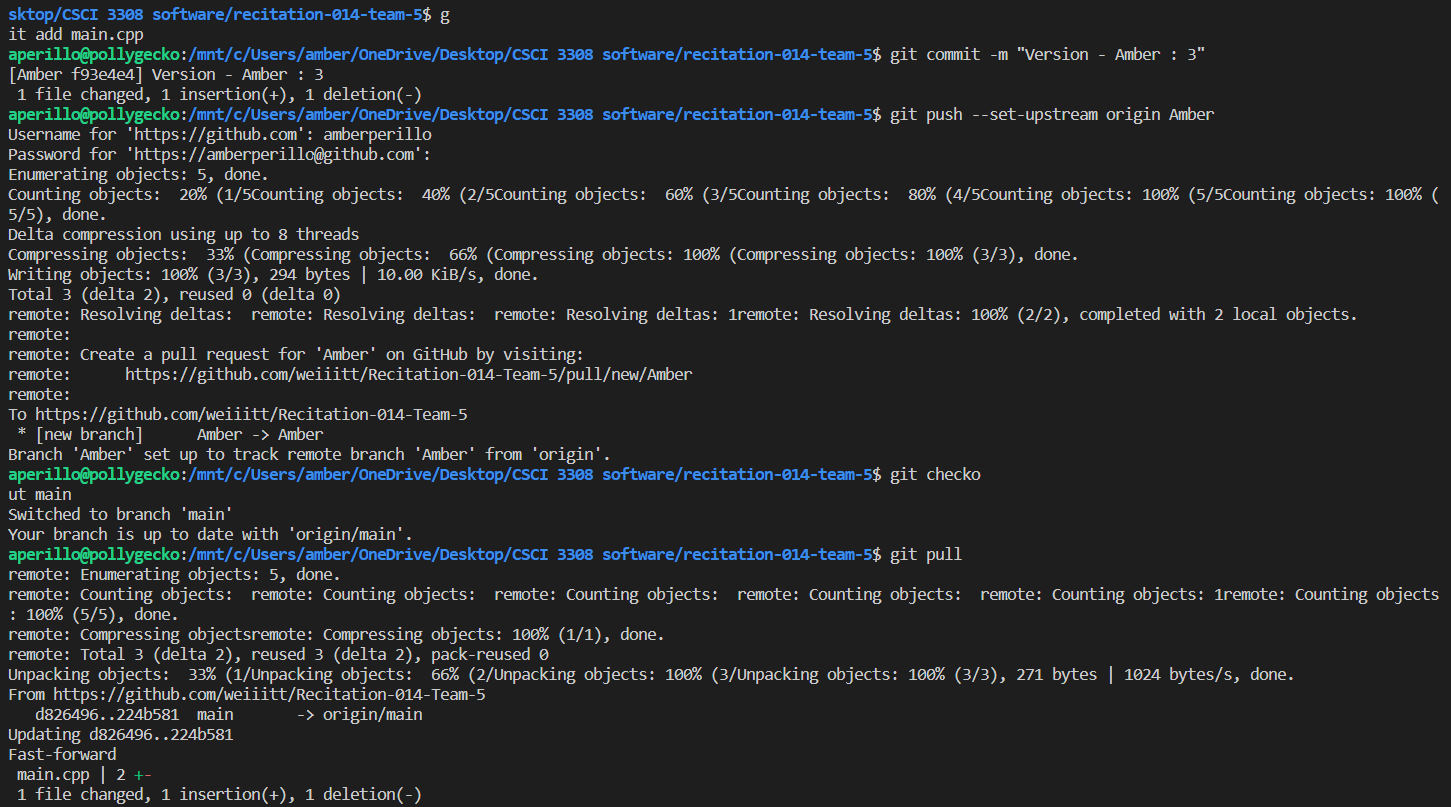 sktop/CSCI 3308 software/recitation-014-team-5$ g
it add main.cpp
aperillo@pollygecko:/mnt/c/Users/amber/OneDrive/Desktop/CSCI 3308 software/recitation-014-team-5$ git commit -m "Version - Amber : 3"
[Amber f93e4e4] Version - Amber : 3
 1 file changed, 1 insertion(+), 1 deletion(-)
aperillo@pollygecko:/mnt/c/Users/amber/OneDrive/Desktop/CSCI 3308 software/recitation-014-team-5$ git push --set-upstream origin Amber
Username for 'https://github.com': amberperillo
Password for 'https://amberperillo@github.com':
Enumerating objects: 5, done.
Counting objects:  20% (1/5Counting objects:  40% (2/5Counting objects:  60% (3/5Counting objects:  80% (4/5Counting objects: 100% (5/5Counting objects: 100% (
5/5), done.
Delta compression using up to 8 threads
Compressing objects:  33% (Compressing objects:  66% (Compressing objects: 100% (Compressing objects: 100% (3/3), done.
Writing objects: 100% (3/3), 294 bytes | 10.00 KiB/s, done.
Total 3 (delta 2), reused 0 (delta 0)
remote: Resolving deltas:  remote: Resolving deltas:  remote: Resolving deltas: 1remote: Resolving deltas: 100% (2/2), completed with 2 local objects.
remote:
remote: Create a pull request for 'Amber' on GitHub by visiting:
remote:      https://github.com/weiiitt/Recitation-014-Team-5/pull/new/Amber
remote:
To https://github.com/weiiitt/Recitation-014-Team-5
 * [new branch]      Amber -> Amber
Branch 'Amber' set up to track remote branch 'Amber' from 'origin'.
aperillo@pollygecko:/mnt/c/Users/amber/OneDrive/Desktop/CSCI 3308 software/recitation-014-team-5$ git checko
ut main
Switched to branch 'main'
Your branch is up to date with 'origin/main'.
aperillo@pollygecko:/mnt/c/Users/amber/OneDrive/Desktop/CSCI 3308 software/recitation-014-team-5$ git pull
remote: Enumerating objects: 5, done.
remote: Counting objects:  remote: Counting objects:  remote: Counting objects:  remote: Counting objects:  remote: Counting objects: 1remote: Counting objects
: 100% (5/5), done.
remote: Compressing objectsremote: Compressing objects: 100% (1/1), done.
remote: Total 3 (delta 2), reused 3 (delta 2), pack-reused 0
Unpacking objects:  33% (1/Unpacking objects:  66% (2/Unpacking objects: 100% (3/Unpacking objects: 100% (3/3), 271 bytes | 1024 bytes/s, done.
From https://github.com/weiiitt/Recitation-014-Team-5
   d826496..224b581  main       -> origin/main
Updating d826496..224b581
Fast-forward
 main.cpp | 2 +-
 1 file changed, 1 insertion(+), 1 deletion(-)